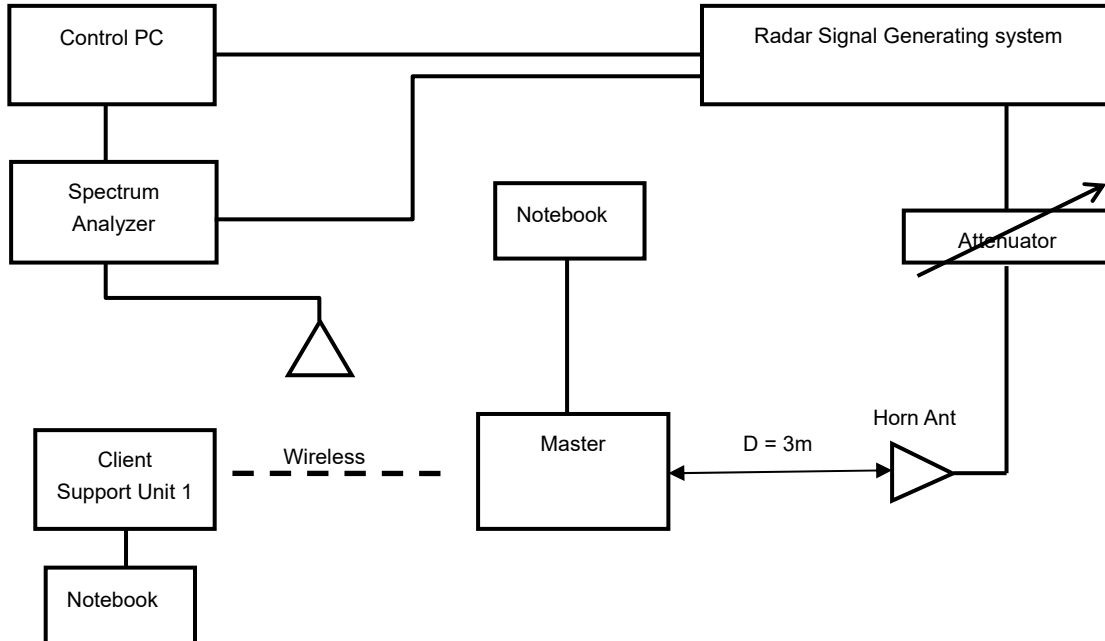 Control PC
Radar Signal Generating system
Spectrum
Analyzer
Notebook
Attenuator
Horn Ant
Client
Support Unit 1
Wireless
Master
D = 3m
Notebook